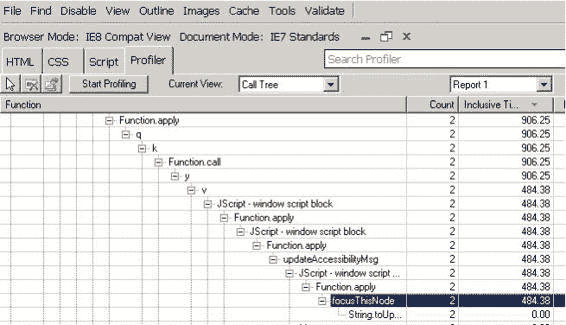 File Find Disable View Outline Images Cache Tools Validate
Browser Mode: IE8 Compat View Document Mode: IE7 Standards
HTML CSS Script Profiler Search Profiler
Start Profiling Current View: Call Tree Report 1
Function Count Inclusive Ti...
Function.apply 2 906.25
q 2 906.25
k 2 906.25
Function.call 2 906.25
y 2 906.25
v 2 484.38
JScript - window script block 2 484.38
Function.apply 2 484.38
JScript - window script block 2 484.38
Function.apply 2 484.38
updateAccessibilityMsg 2 484.38
JScript - window script ... 2 484.38
Function.apply 2 484.38
focusThisNode 2 484.38
String.toUp... 2 0.00